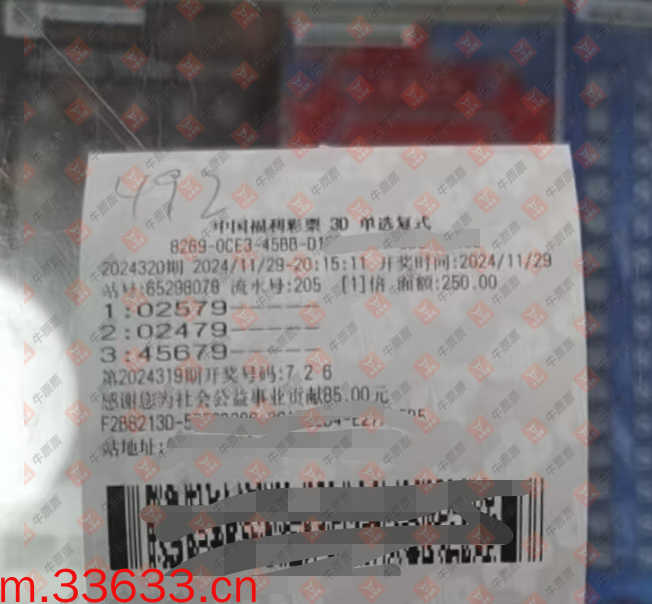 492
中国福利彩票 3D 单选复式
8269-0CE3-45BB-D1
2024320期 2024/11/29-20:15:11 开奖时间:2024/11/29
站号:65298078 流水号:205 [1]倍 面额:250.00
1:02579-----
2:02479-----
3:45679-----
第2024319期开奖号码:7 2 6
感谢您为社会公益事业贡献85.00元
F2B8213D-
站地址:
m.33633.cn
牛票票